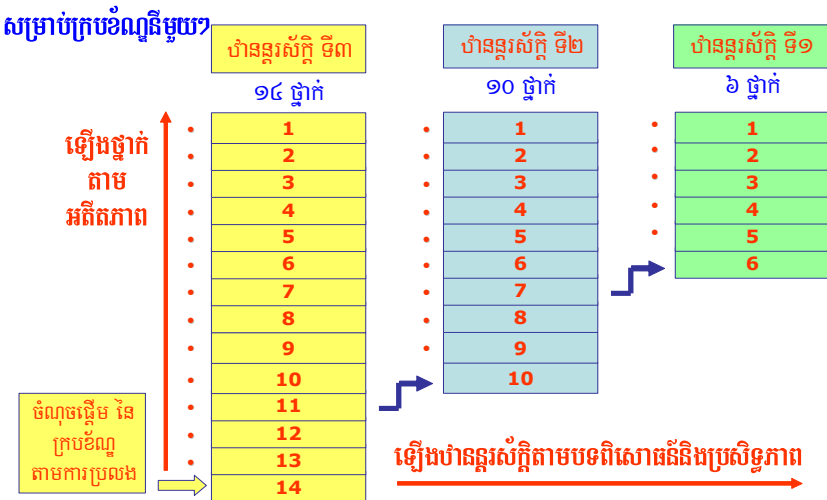 សម្រាប់ក្របខ័ណ្ឌនីមួយៗ
ឋានន្តរស័ក្តិ ទី៣
ឋានន្តរស័ក្តិ ទី២
ឋានន្តរស័ក្តិ ទី១
១៤ ថ្នាក់
១០ ថ្នាក់
៦ ថ្នាក់
ឡើងថ្នាក់
តាម
អតីតភាព
1
2
3
4
5
6
7
8
9
10
11
12
13
14
1
2
3
4
5
6
7
8
9
10
1
2
3
4
5
6
ចំណុចផ្តើម នៃ
ក្របខ័ណ្ឌ
តាមការប្រលង
ឡើងឋានន្តរស័ក្តិតាមបទពិសោធន៍និងប្រសិទ្ធភាព